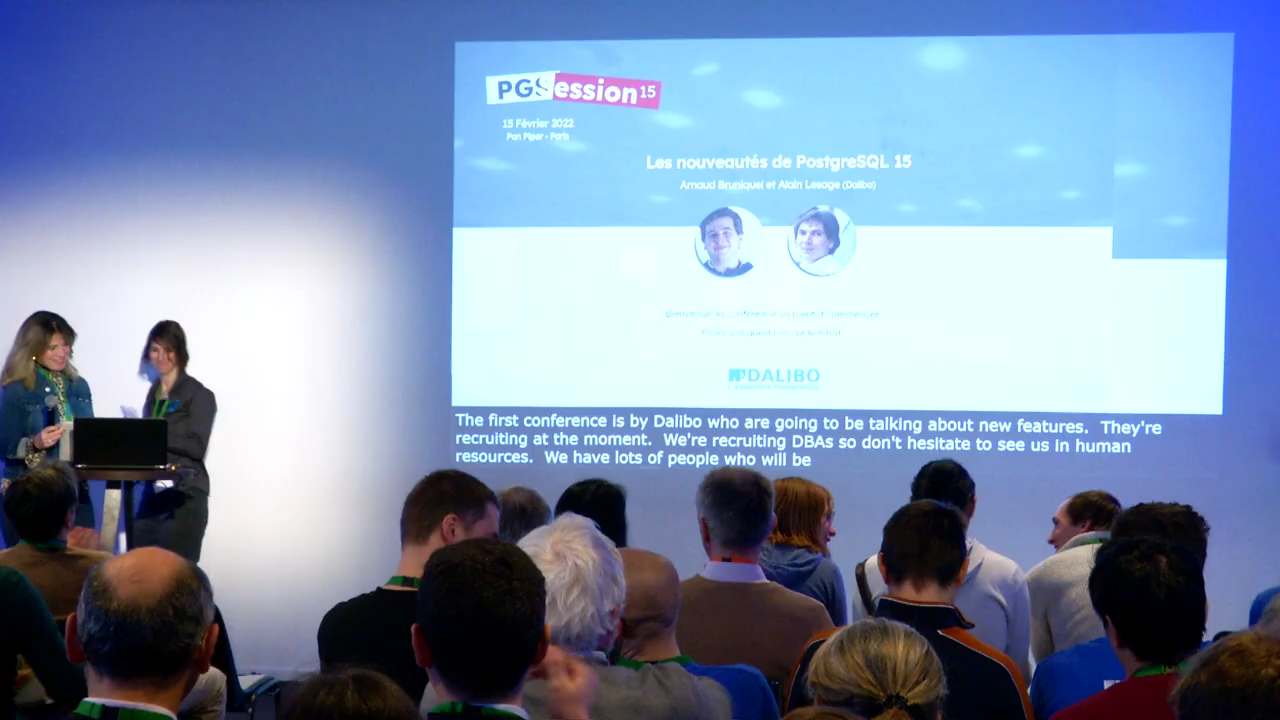 PGSession 15
15 Février 2022
Pan Piper - Paris
Les nouveautés de PostgreSQL 15
Arnaud Bruniquel et Alain Lesage (Dalibo)
DALIBO
The first conference is by Dalibo who are going to be talking about new features. They're
recruiting at the moment. We're recruiting DBAs so don't hesitate to see us in human
resources. We have lots of people who will be